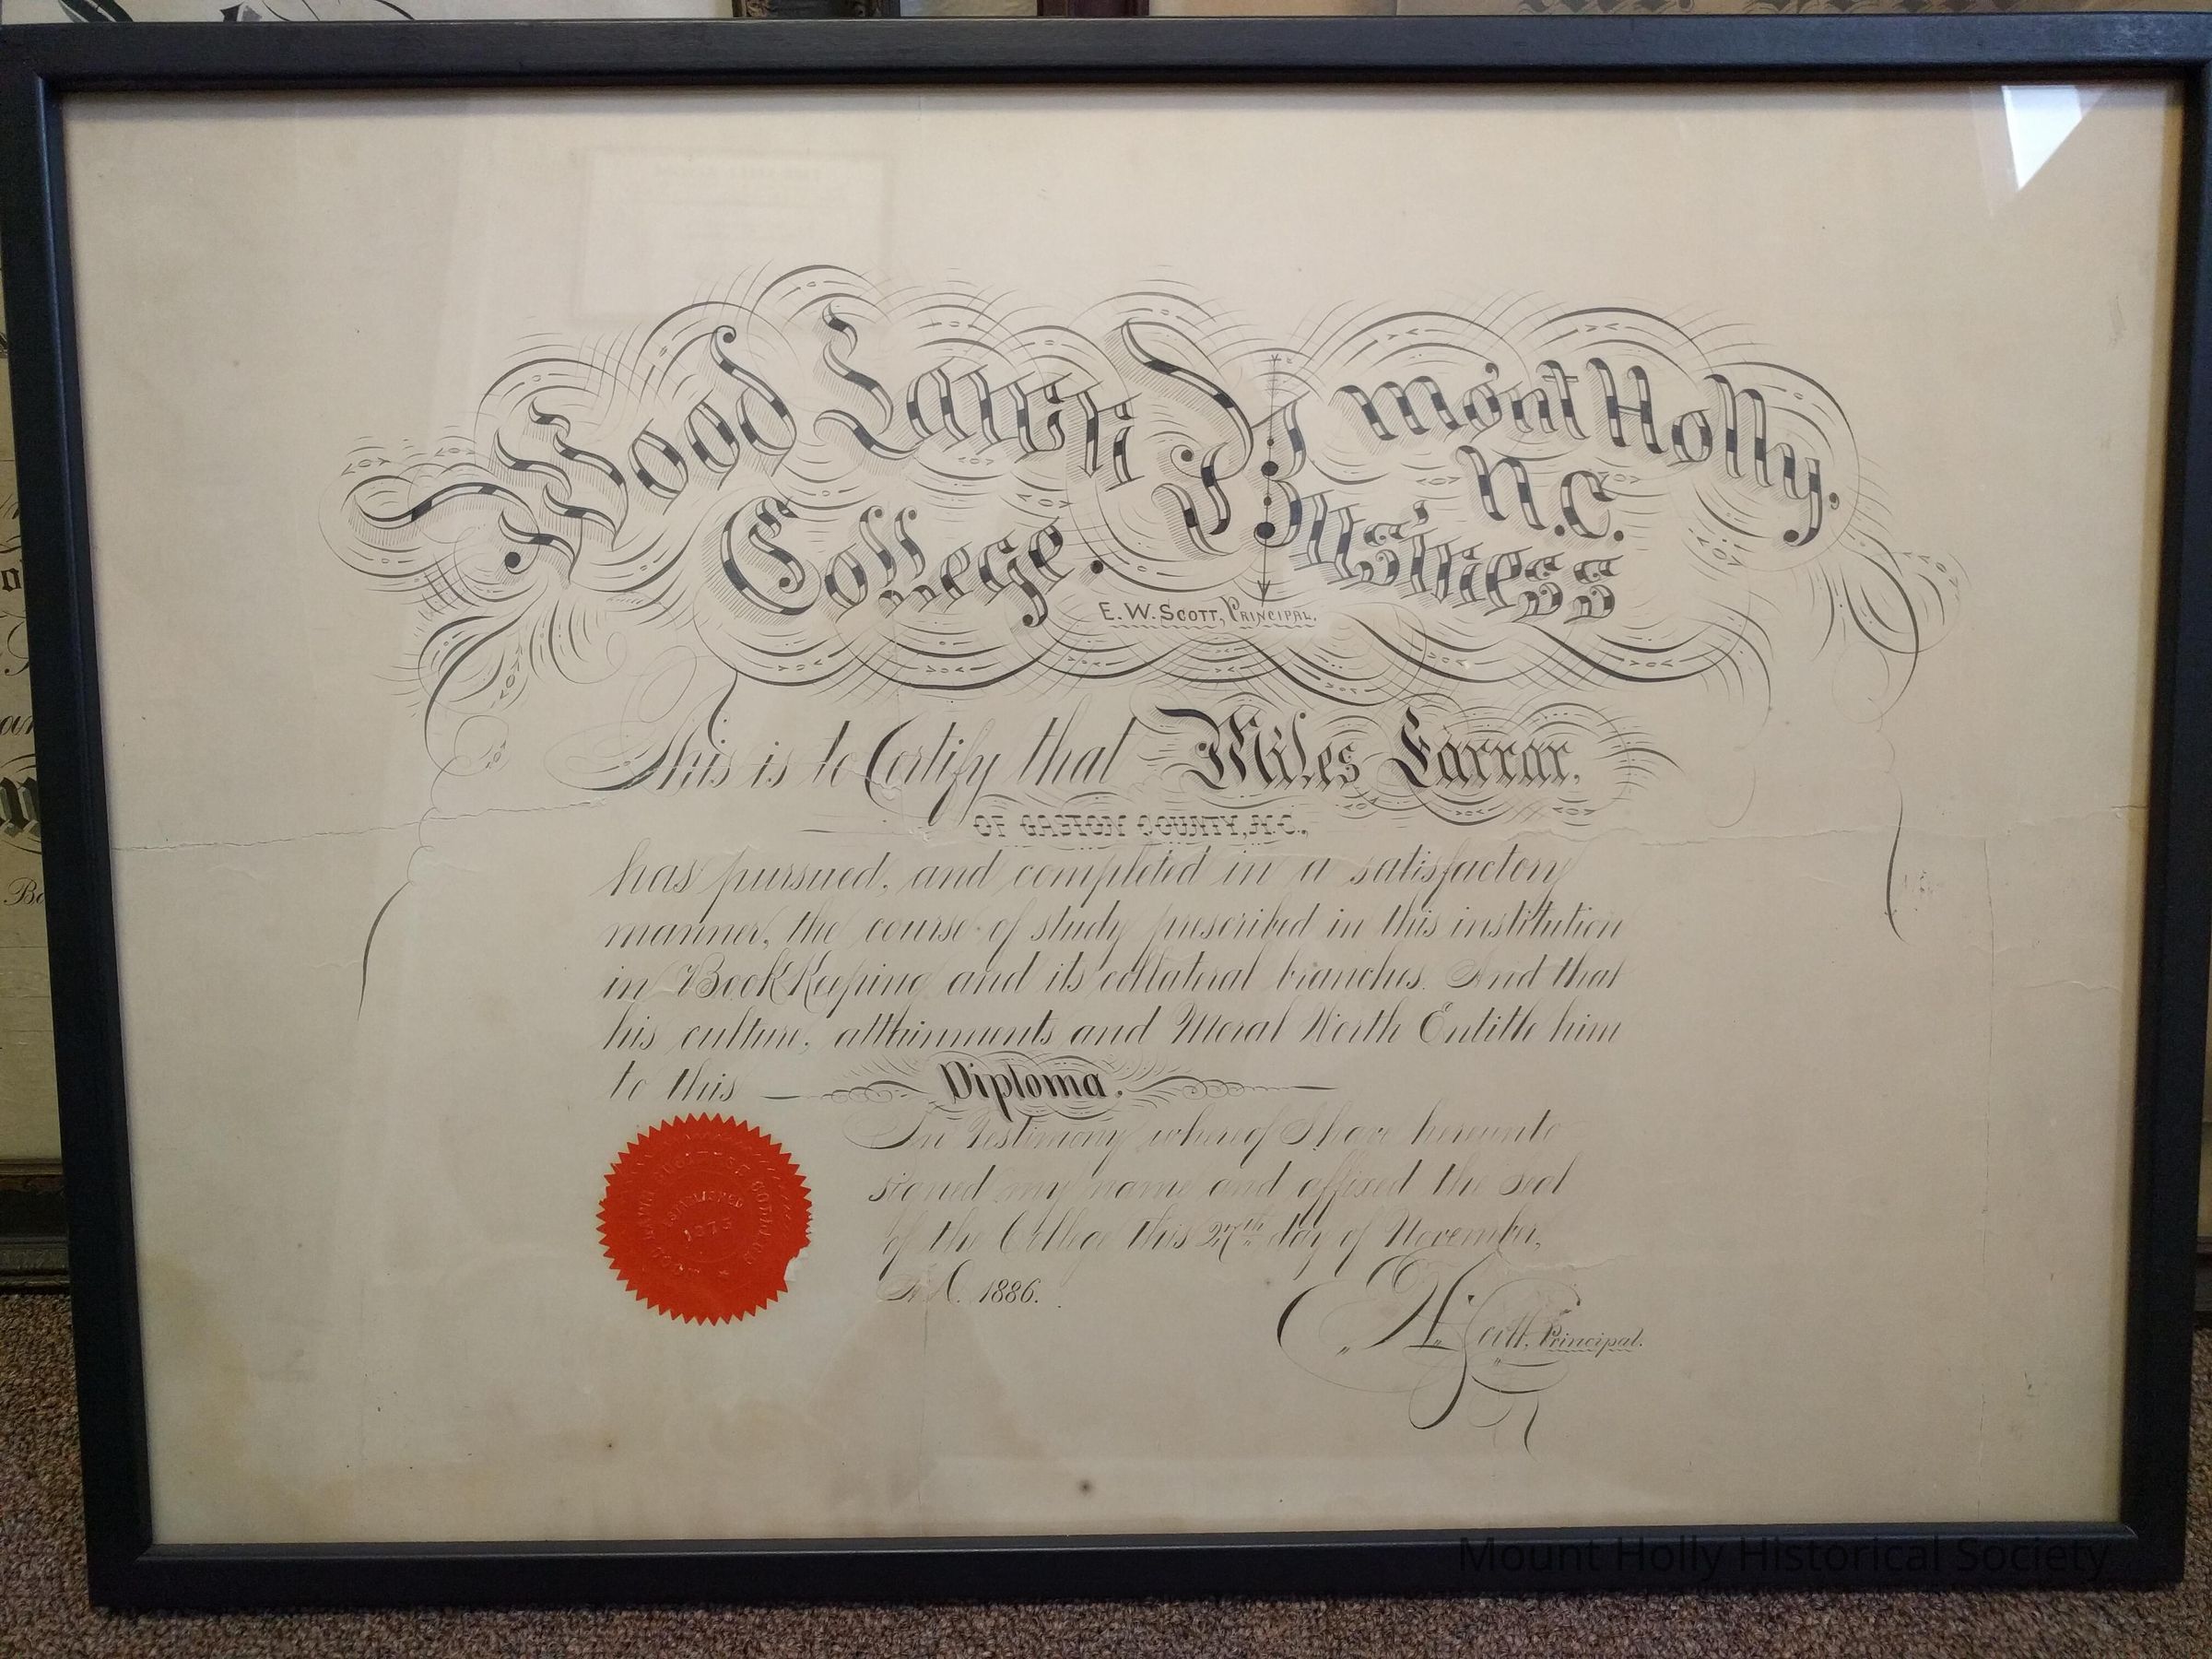 Wood Lawn
mont Holly,
N.C.
Business
College.
E. W. SCOTT, PRINCIPAL.
This is to Certify that Miles Farrar.
OF GASTON COUNTY, N.C.,
has pursued, and completed in a satisfactory
manner, the course of study prescribed in this institution
in Book Keeping and its collateral branches. And that
his culture, attainments and Moral Worth Entitle him
to this Diploma.
In Testimony whereof I have hereunto
signed my name and affixed the seal
of the College this 27th day of November,
A.D. 1886.
E.W. Scott, Principal.
ESTABLISHED
1875
Mount Holly Historical Society